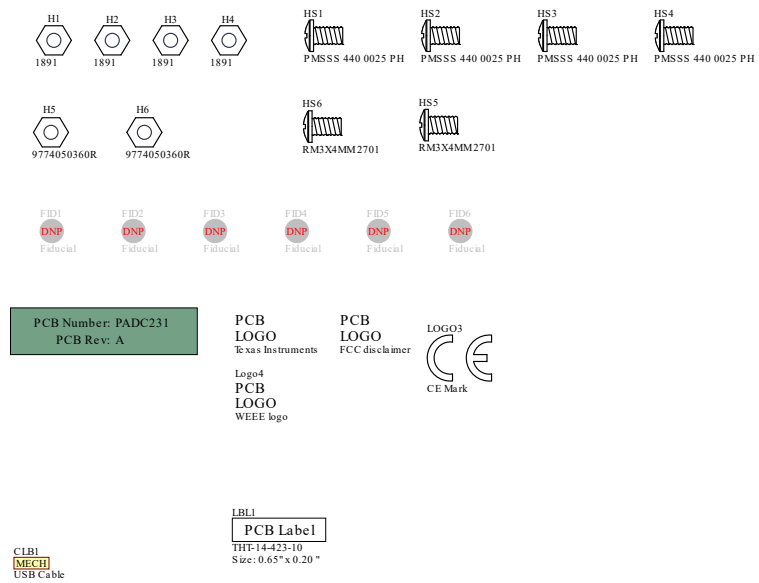 H1 H2 H3 H4
1891 1891 1891 1891
HS1 HS2 HS3 HS4
PMSSS 440 0025 PH PMSSS 440 0025 PH PMSSS 440 0025 PH PMSSS 440 0025 PH
H5 H6
9774050360R 9774050360R
HS6 HS5
RM3X4MM2701 RM3X4MM2701
FID1 FID2 FID3 FID4 FID5 FID6
DNP DNP DNP DNP DNP DNP
Fiducial Fiducial Fiducial Fiducial Fiducial Fiducial
PCB Number: PADC231
PCB Rev: A
PCB
LOGO
Texas Instruments
PCB
LOGO
FCC disclaimer
LOGO3
CE
CE Mark
Logo4
PCB
LOGO
WEEE logo
LBL1
PCB Label
THT-14-423-10
Size: 0.65" x 0.20 "
CLB1
MECH
USB Cable